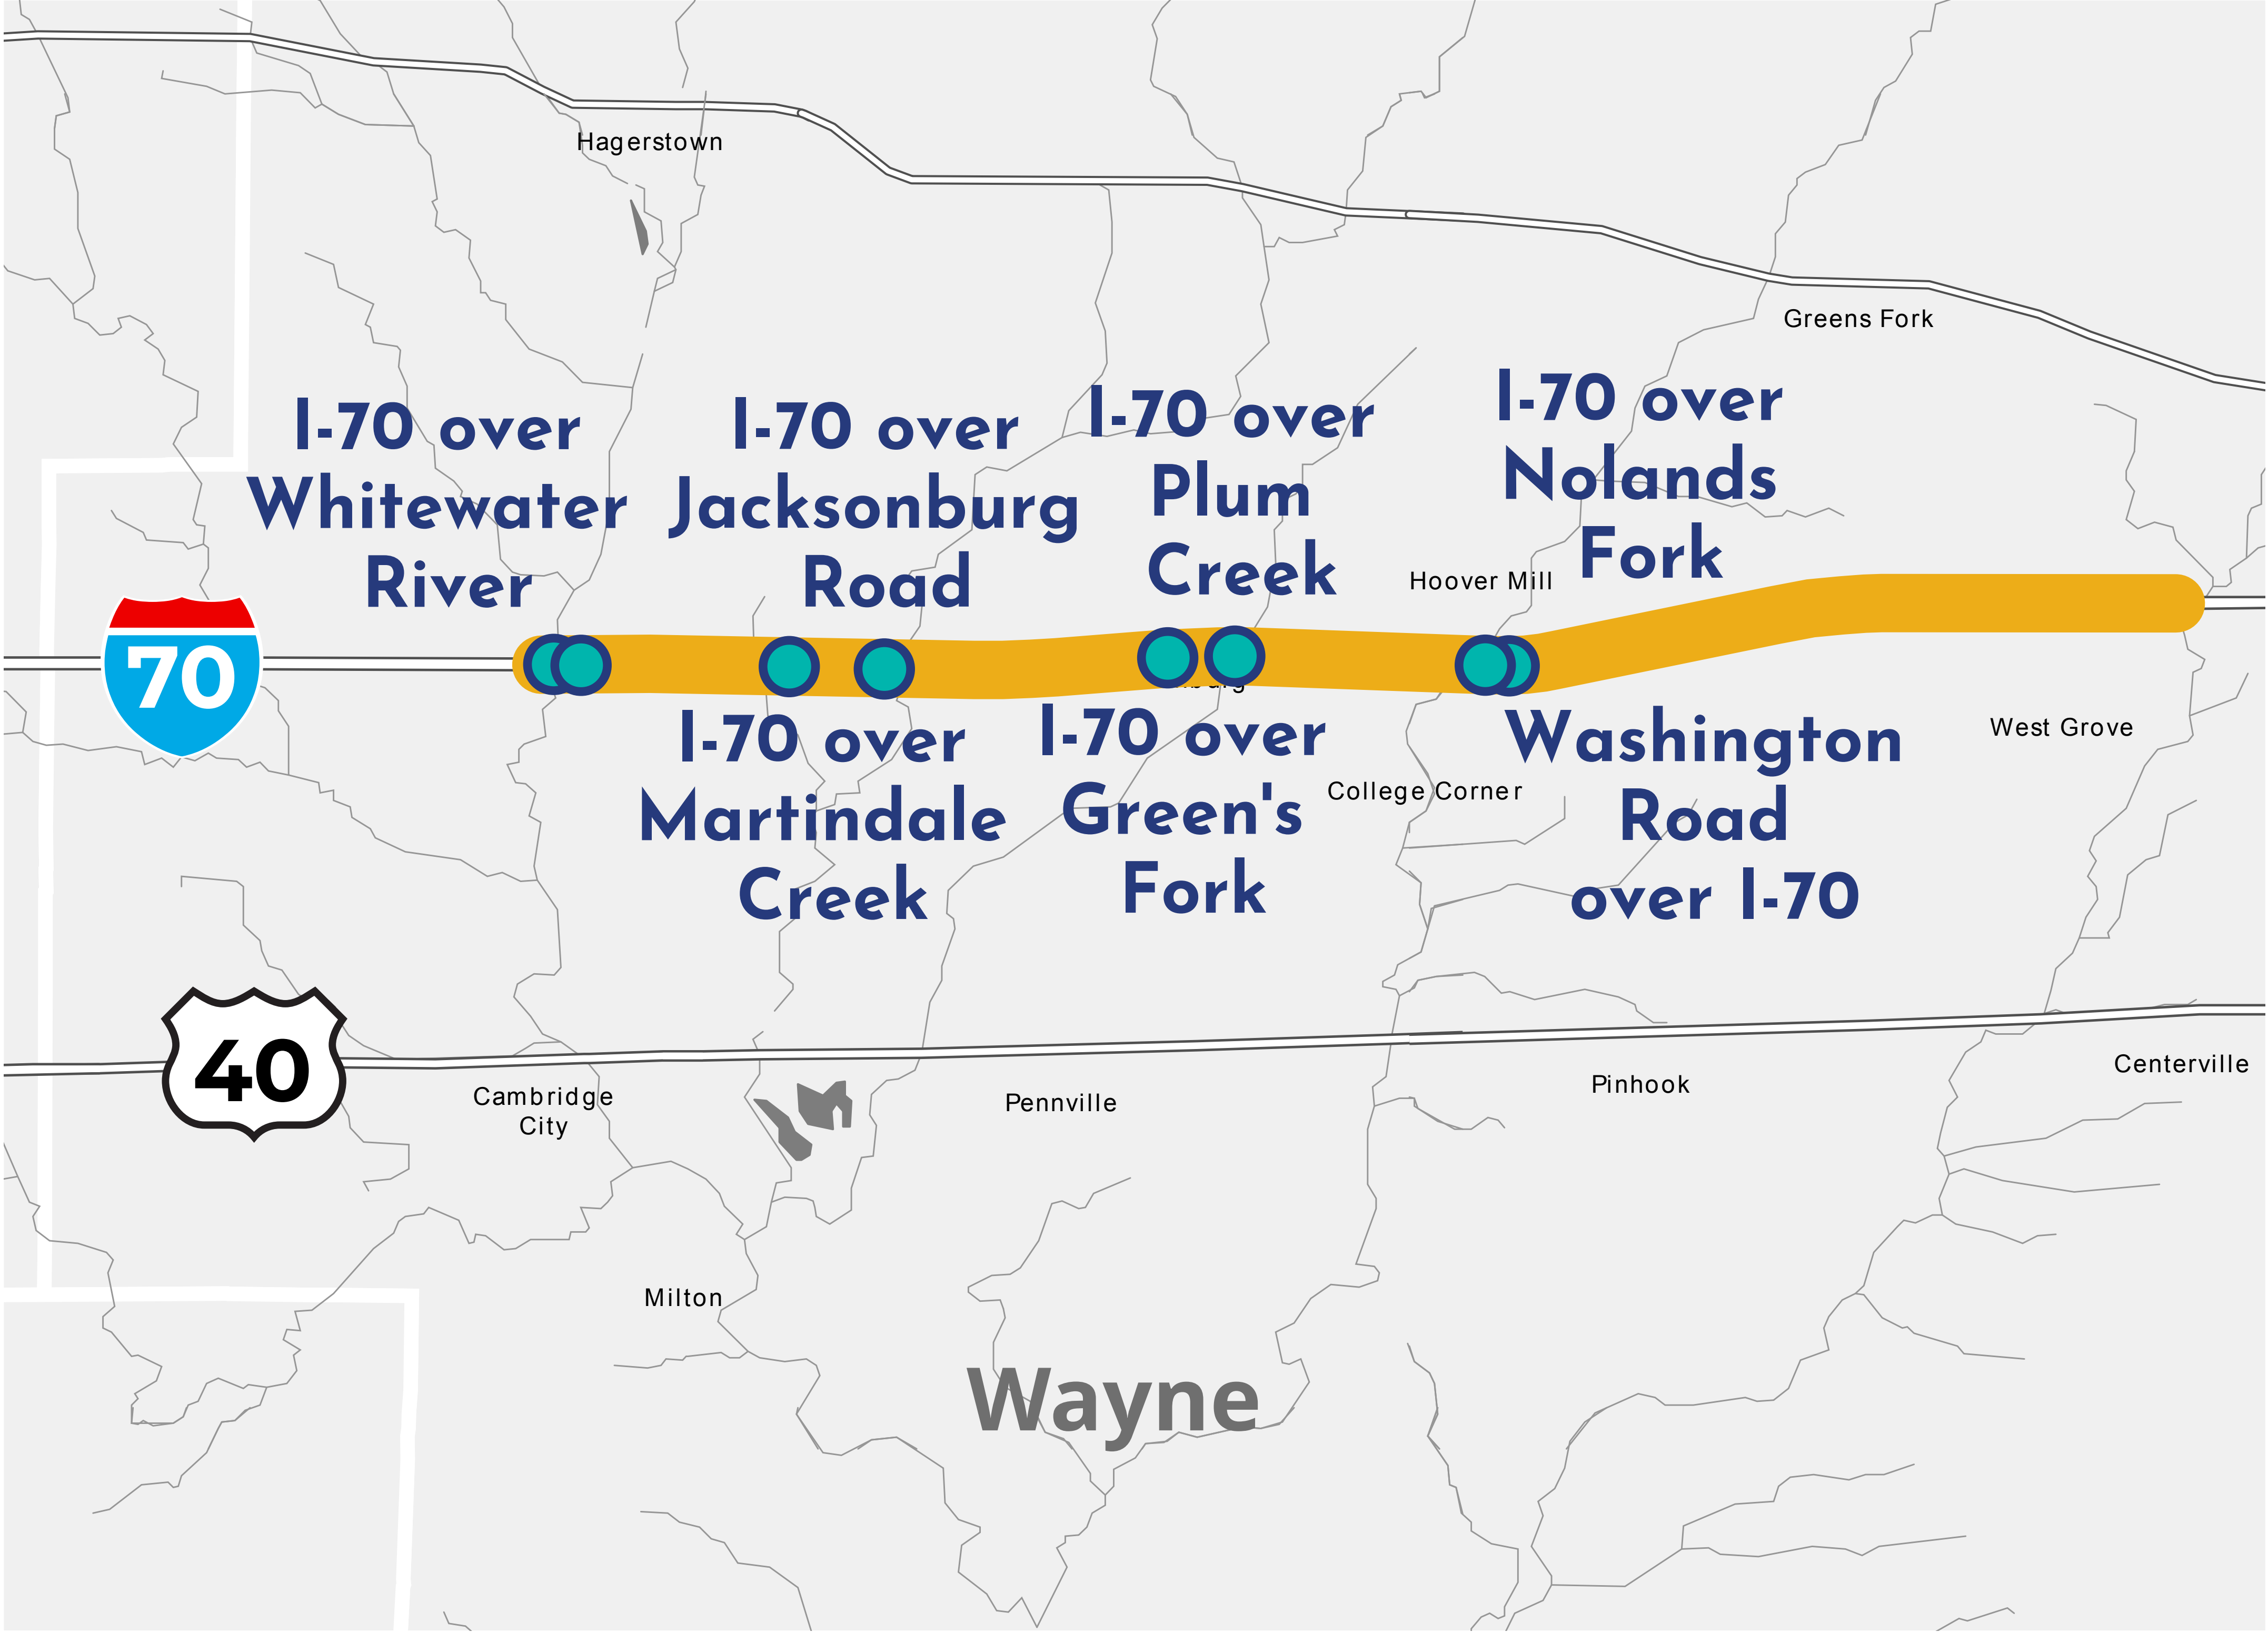 Hagerstown
Greens Fork
I-70 over
Whitewater
River
I-70 over
Jacksonburg
Road
I-70 over
Plum
Creek
I-70 over
Nolands
Fork
Hoover Mill
70
I-70 over
Martindale
Creek
I-70 over
Green's
Fork
Washington
Road
over I-70
West Grove
College Corner
40
Cambridge
City
Pennville
Pinhook
Centerville
Milton
Wayne